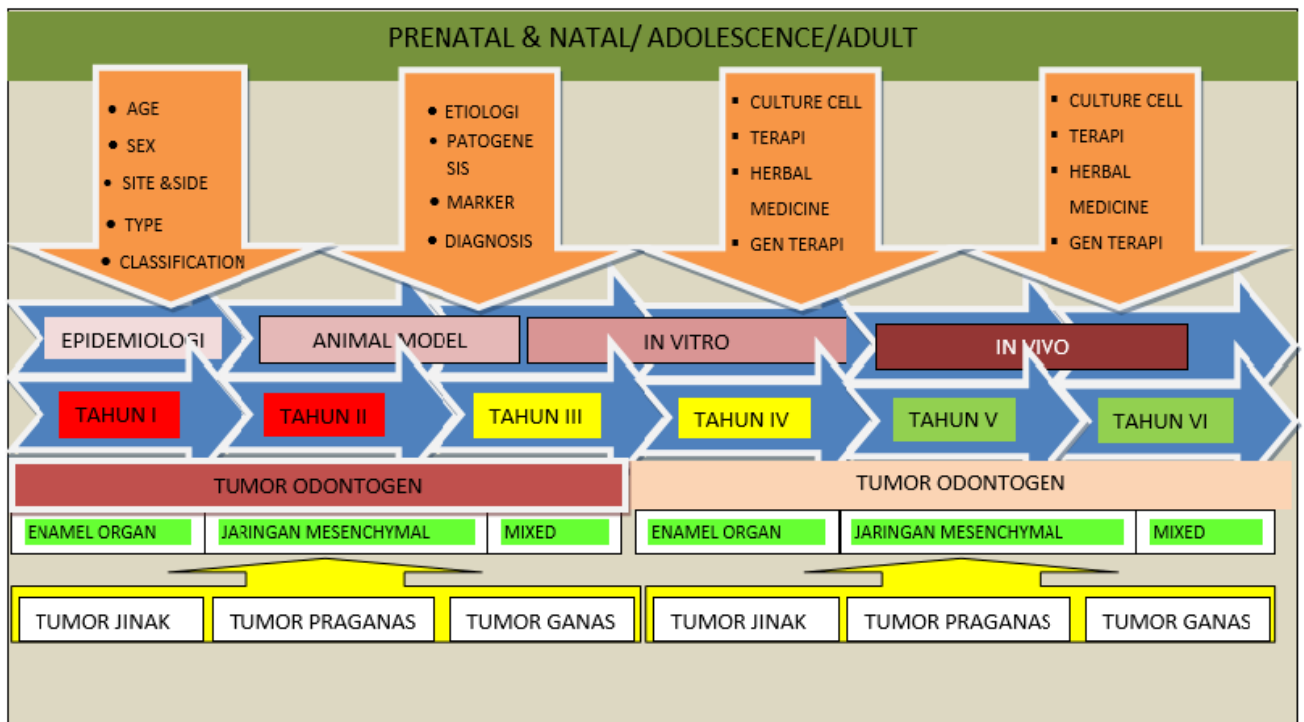 PRENATAL & NATAL/ ADOLESCENCE/ADULT
• AGE
• SEX
• SITE &SIDE
• TYPE
• CLASSIFICATION
• ETIOLOGI
• PATOGENE
SIS
• MARKER
• DIAGNOSIS
▪ CULTURE CELL
▪ TERAPI
▪ HERBAL
MEDICINE
▪ GEN TERAPI
▪ CULTURE CELL
▪ TERAPI
▪ HERBAL
MEDICINE
▪ GEN TERAPI
EPIDEMIOLOGI
ANIMAL MODEL
IN VITRO
IN VIVO
TAHUN I
TAHUN II
TAHUN III
TAHUN IV
TAHUN V
TAHUN VI
TUMOR ODONTOGEN
TUMOR ODONTOGEN
ENAMEL ORGAN
JARINGAN MESENCHYMAL
MIXED
ENAMEL ORGAN
JARINGAN MESENCHYMAL
MIXED
TUMOR JINAK
TUMOR PRAGANAS
TUMOR GANAS
TUMOR JINAK
TUMOR PRAGANAS
TUMOR GANAS